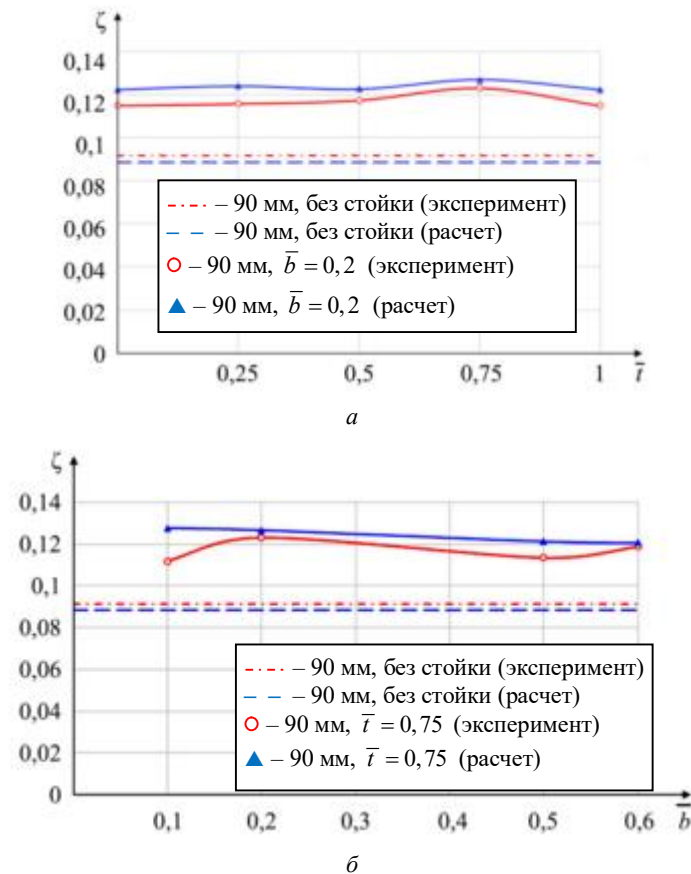 ζ
0,14
0,12
0,1
0,08
0,06
0,04
0,02
0
– 90 мм, без стойки (эксперимент)
– 90 мм, без стойки (расчет)
– 90 мм, b̅ = 0,2 (эксперимент)
– 90 мм, b̅ = 0,2 (расчет)
0,25 0,5 0,75 1 t̅
а
ζ
0,14
0,12
0,1
0,08
0,06
0,04
0,02
0
– 90 мм, без стойки (эксперимент)
– 90 мм, без стойки (расчет)
– 90 мм, t̅ = 0,75 (эксперимент)
– 90 мм, t̅ = 0,75 (расчет)
0,1 0,2 0,3 0,4 0,5 0,6 b̅
б